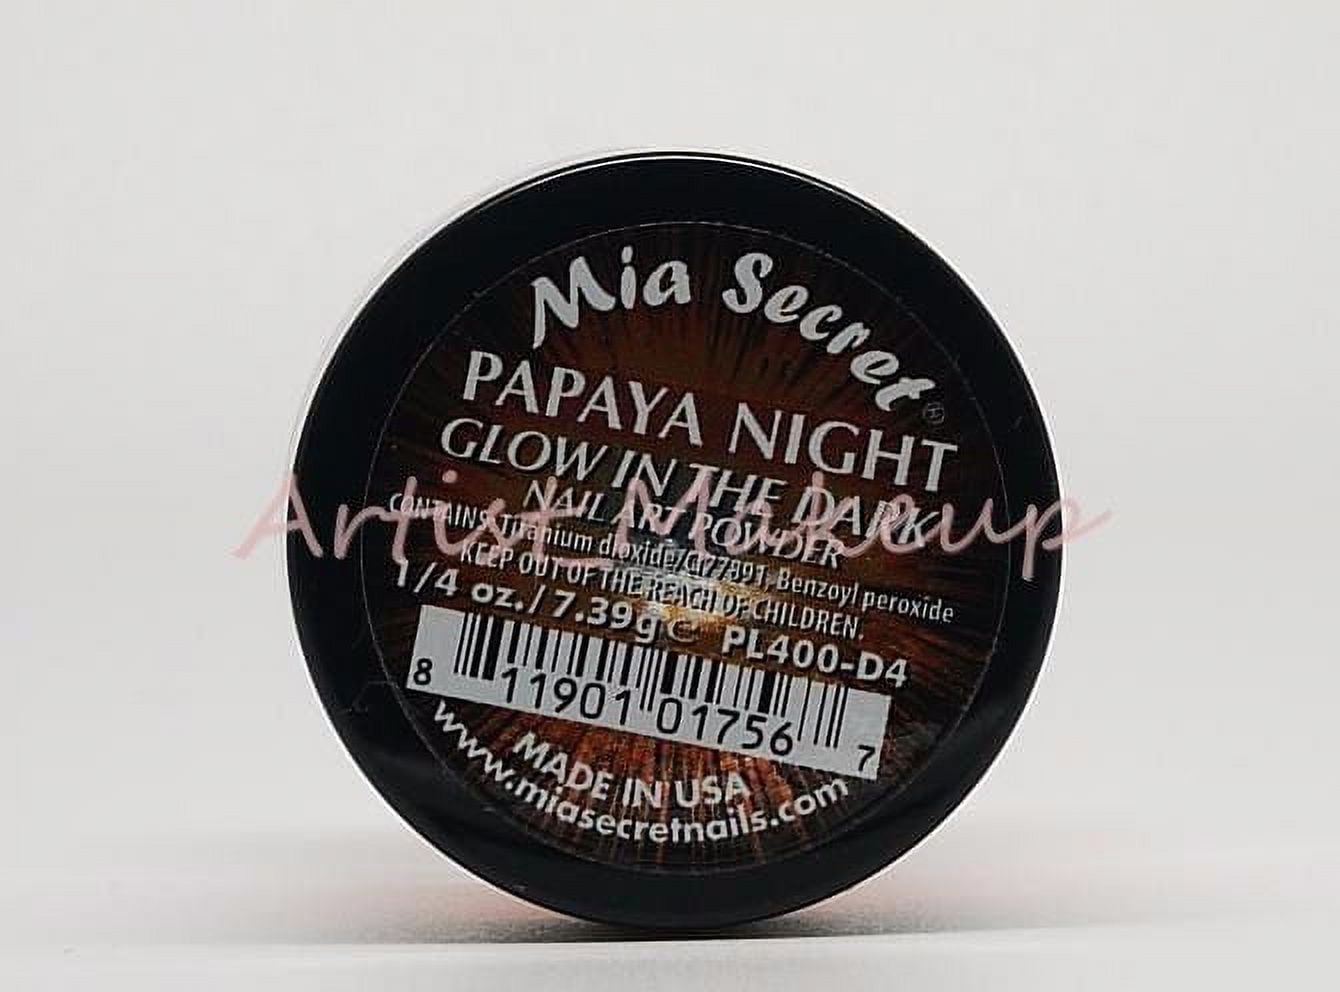 Mia Secret®
PAPAYA NIGHT
GLOW IN THE DARK
NAIL ART POWDER
CONTAINS: Titanium dioxide/CI77891, Benzoyl peroxide
KEEP OUT OF THE REACH OF CHILDREN.
1/4 oz./7.39g PL400-D4
8 11901 01756 7
MADE IN USA
www.miasecretnails.com
Artist Makeup